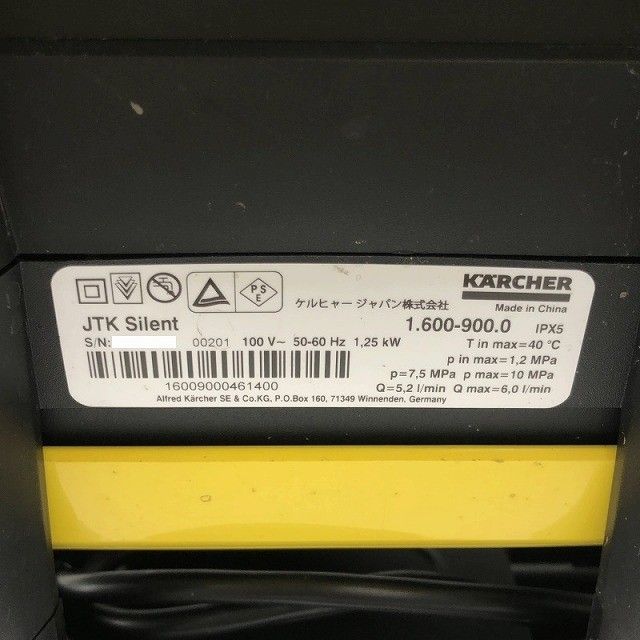 PS
E
ケルヒャー ジャパン株式会社
KÄRCHER
Made in China
JTK Silent
1.600-900.0 IPX5
S/N: 00201 100 V~ 50-60 Hz 1,25 kW
T in max=40 °C
p in max=1,2 MPa
p=7,5 MPa p max=10 MPa
16009000461400
Q=5,2 l/min Q max=6,0 l/min
Alfred Kärcher SE & Co.KG, P.O.Box 160, 71349 Winnenden, Germany